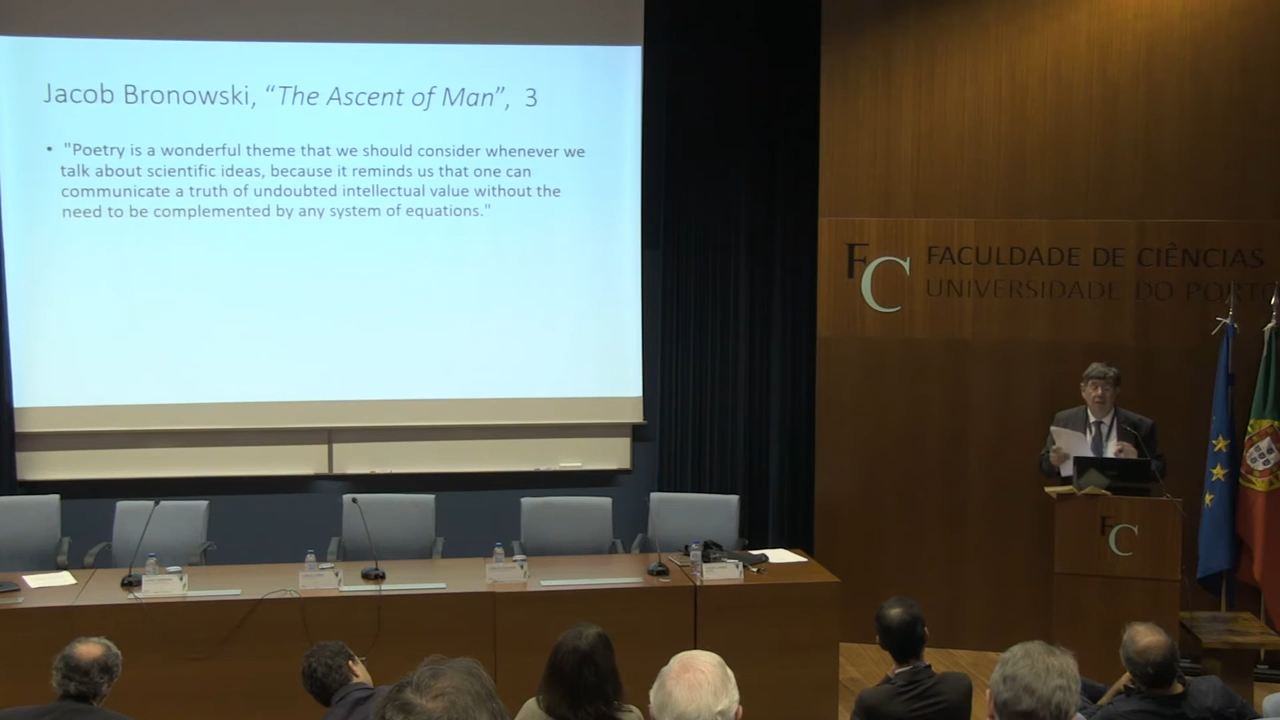 Jacob Bronowski, “The Ascent of Man”, 3
• "Poetry is a wonderful theme that we should consider whenever we
talk about scientific ideas, because it reminds us that one can
communicate a truth of undoubted intellectual value without the
need to be complemented by any system of equations."
FC
FACULDADE DE CIÊNCIAS
UNIVERSIDADE DO PORTO
FC